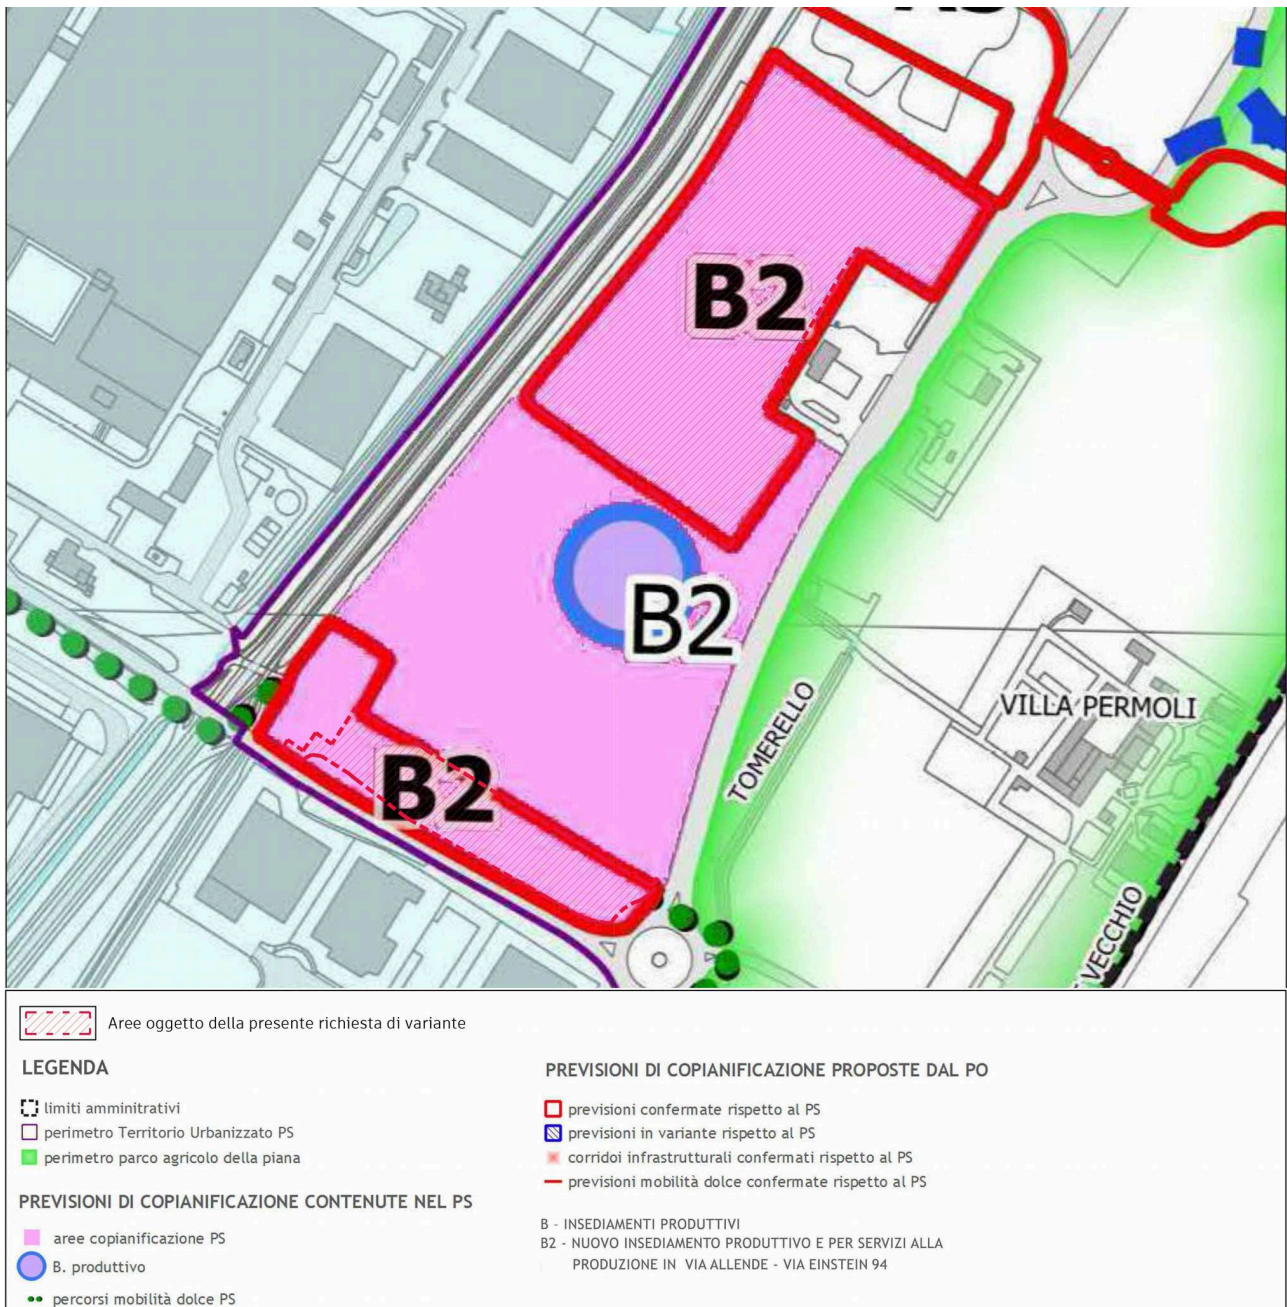 B2
B2
B2
VILLA PERMOLI
TOMERELLO
VECCHIO
Aree oggetto della presente richiesta di variante
LEGENDA
limiti amminitrativi
perimetro Territorio Urbanizzato PS
perimetro parco agricolo della piana
PREVISIONI DI COPIANIFICAZIONE CONTENUTE NEL PS
aree copianificazione PS
B. produttivo
percorsi mobilità dolce PS
PREVISIONI DI COPIANIFICAZIONE PROPOSTE DAL PO
previsioni confermate rispetto al PS
previsioni in variante rispetto al PS
corridoi infrastrutturali confermati rispetto al PS
previsioni mobilità dolce confermate rispetto al PS
B - INSEDIAMENTI PRODUTTIVI
B2 - NUOVO INSEDIAMENTO PRODUTTIVO E PER SERVIZI ALLA
PRODUZIONE IN VIA ALLENDE - VIA EINSTEIN 94